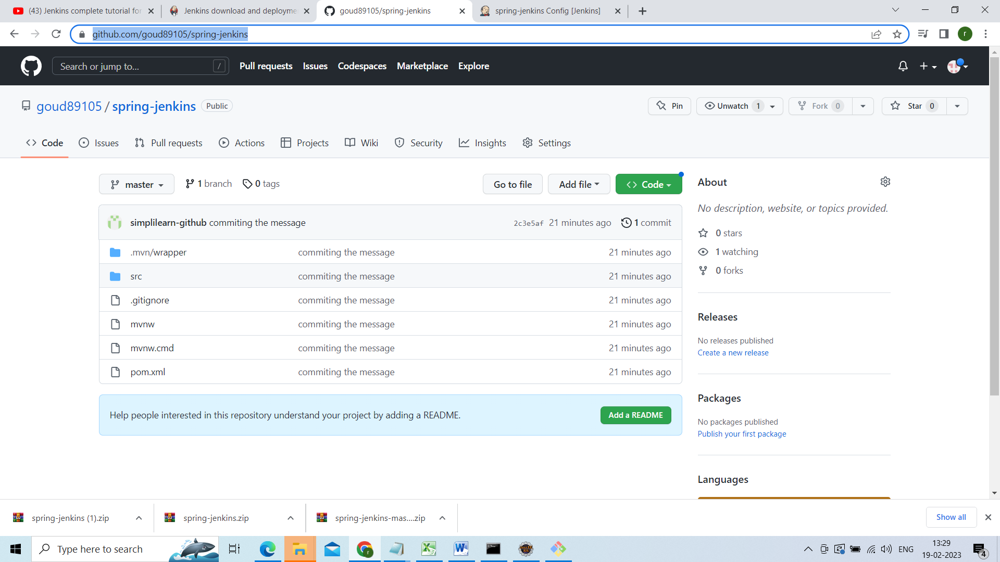 (43) Jenkins complete tutorial for
Jenkins download and deployme
goud89105/spring-jenkins
spring-jenkins Config [Jenkins]
github.com/goud89105/spring-jenkins
r
Search or jump to...
/
Pull requests
Issues
Codespaces
Marketplace
Explore
goud89105 / spring-jenkins
Public
Pin
Unwatch 1
Fork 0
Star 0
Code
Issues
Pull requests
Actions
Projects
Wiki
Security
Insights
Settings
master
1 branch
0 tags
Go to file
Add file
Code
simplilearn-github commiting the message
2c3e5af 21 minutes ago
1 commit
.mvn/wrapper commiting the message 21 minutes ago
src commiting the message 21 minutes ago
.gitignore commiting the message 21 minutes ago
mvnw commiting the message 21 minutes ago
mvnw.cmd commiting the message 21 minutes ago
pom.xml commiting the message 21 minutes ago
Help people interested in this repository understand your project by adding a README.
Add a README
About
No description, website, or topics provided.
0 stars
1 watching
0 forks
Releases
No releases published
Create a new release
Packages
No packages published
Publish your first package
Languages
spring-jenkins (1).zip
spring-jenkins.zip
spring-jenkins-mas....zip
Show all
Type here to search
ENG
13:29
19-02-2023
4